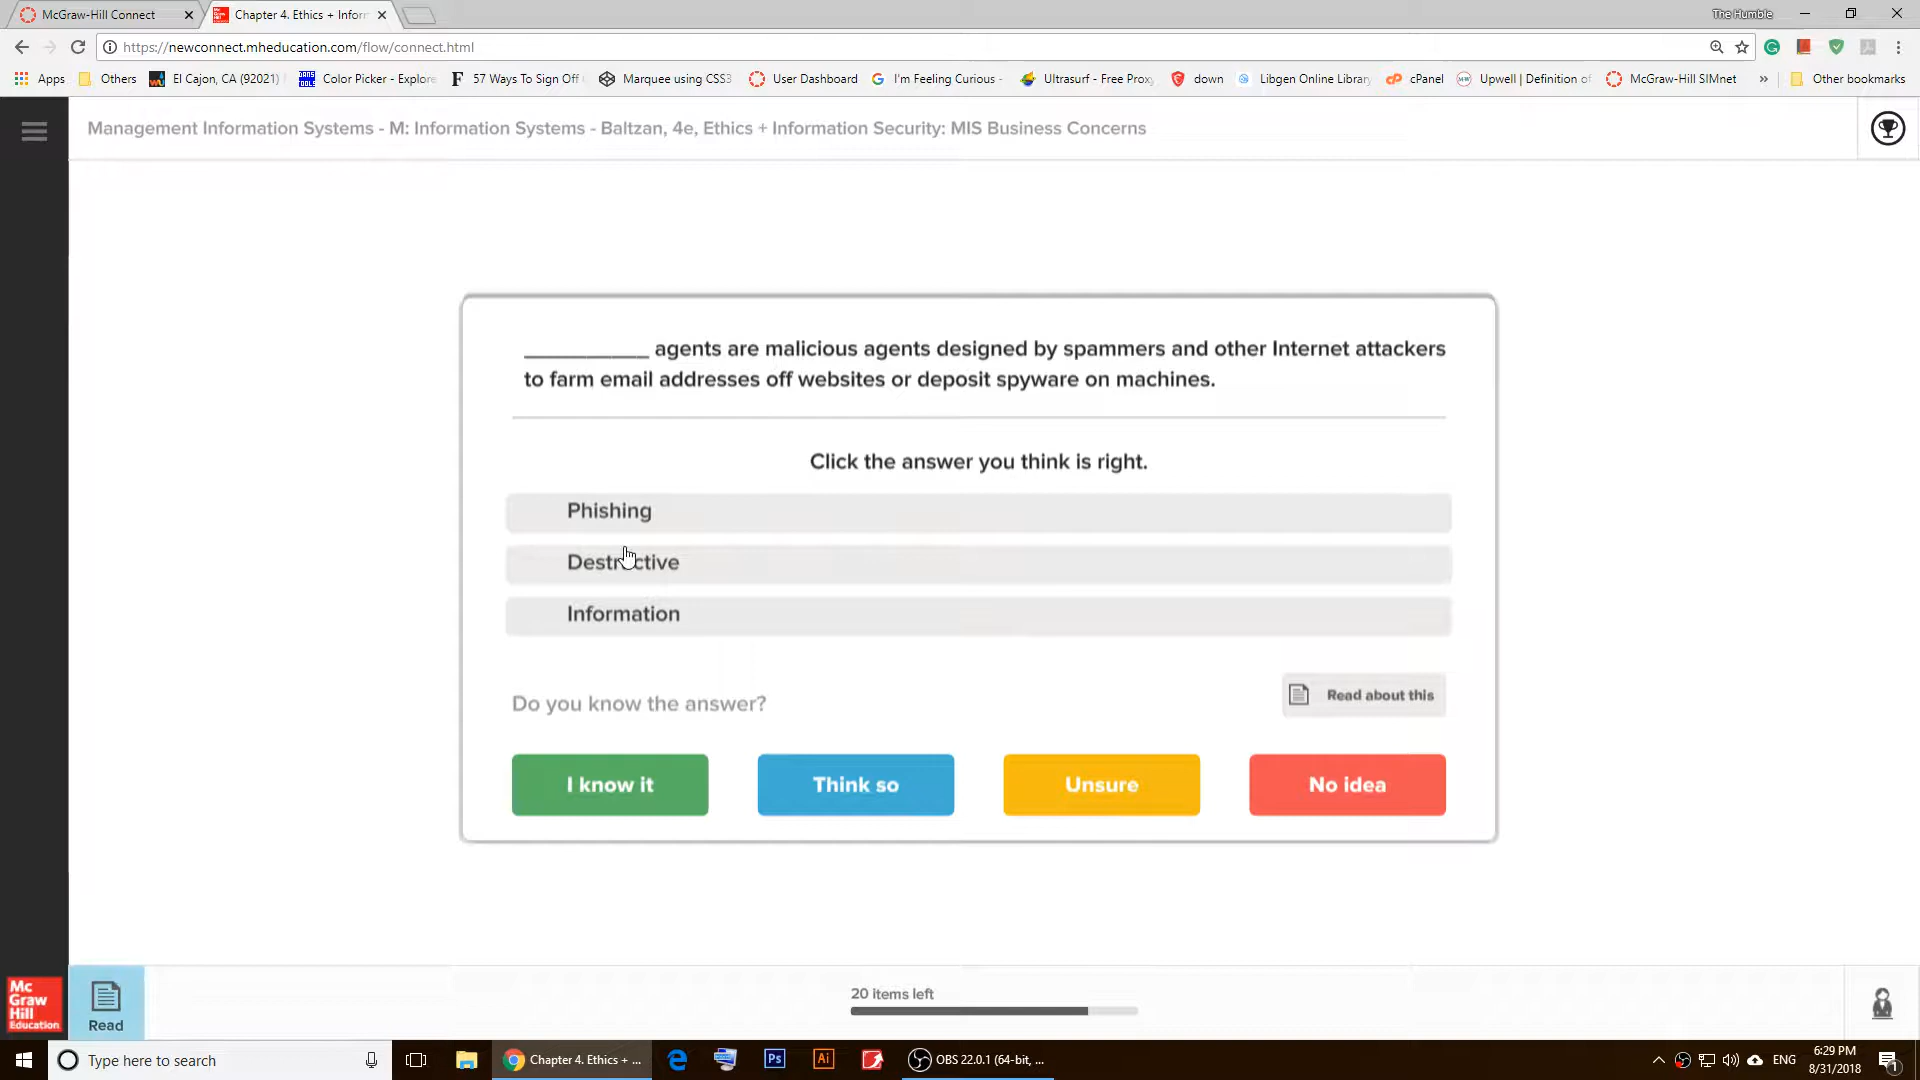 McGraw-Hill Connect
Chapter 4. Ethics + Inforr
The Humble
https://newconnect.mheducation.com/flow/connect.html
Apps
Others
El Cajon, CA (92021)
Color Picker - Explore
57 Ways To Sign Off
Marquee using CSS3
User Dashboard
I'm Feeling Curious -
Ultrasurf - Free Proxy
down
Libgen Online Library
cPanel
Upwell | Definition of
McGraw-Hill SIMnet
»
Other bookmarks
Management Information Systems - M: Information Systems - Baltzan, 4e, Ethics + Information Security: MIS Business Concerns
____________ agents are malicious agents designed by spammers and other Internet attackers
to farm email addresses off websites or deposit spyware on machines.
Click the answer you think is right.
Phishing
Destructive
Information
Do you know the answer?
Read about this
I know it
Think so
Unsure
No idea
Mc
Graw
Hill
Education
Read
20 items left
Type here to search
Chapter 4. Ethics + ...
Ps
Ai
OBS 22.0.1 (64-bit, ...
ENG
6:29 PM
8/31/2018
1